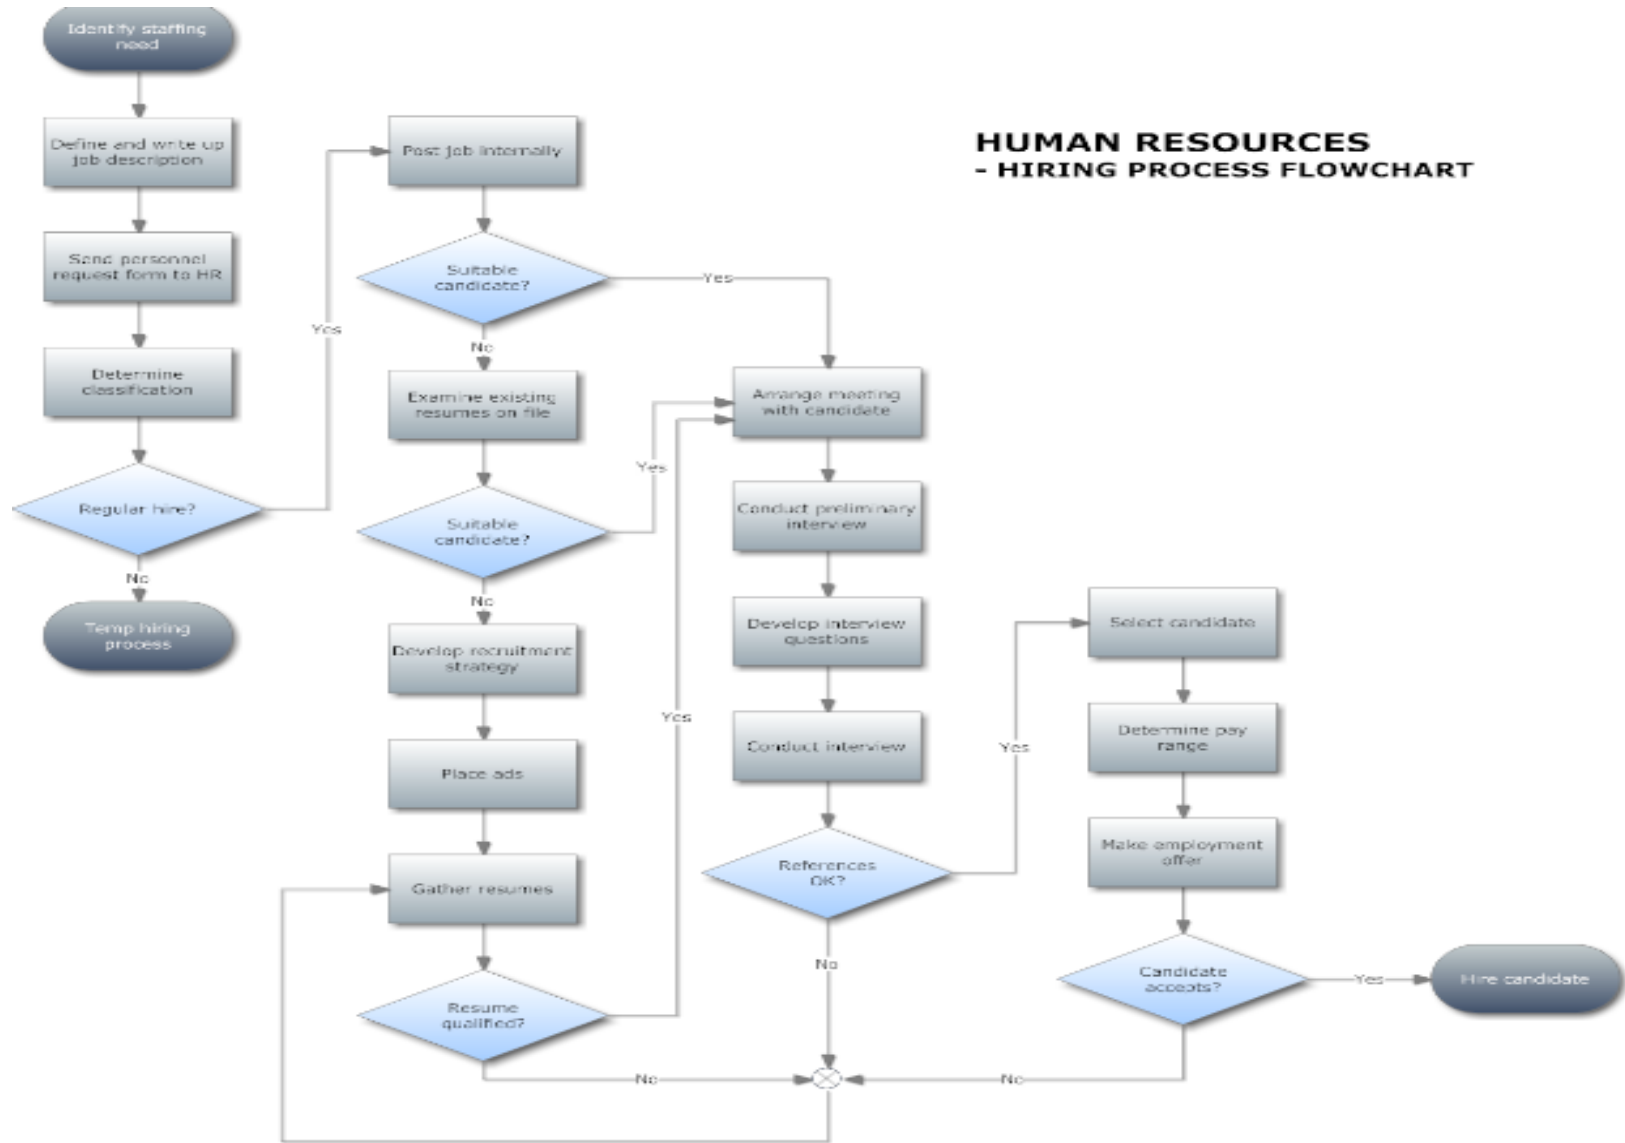 Identify staffing
need
Define and write up
job description
Send personnel
request form to HR
Determine
classification
Regular hire?
No
Temp hiring
process
Yes
Post job internally
Suitable
candidate?
Yes
No
Examine existing
resumes on file
Suitable
candidate?
Yes
No
Develop recruitment
strategy
Place ads
Gather resumes
Resume
qualified?
Yes
No
Arrange meeting
with candidate
Conduct preliminary
interview
Develop interview
questions
Conduct interview
References
OK?
Yes
No
Select candidate
Determine pay
range
Make employment
offer
Candidate
accepts?
Yes
No
Hire candidate
HUMAN RESOURCES
- HIRING PROCESS FLOWCHART